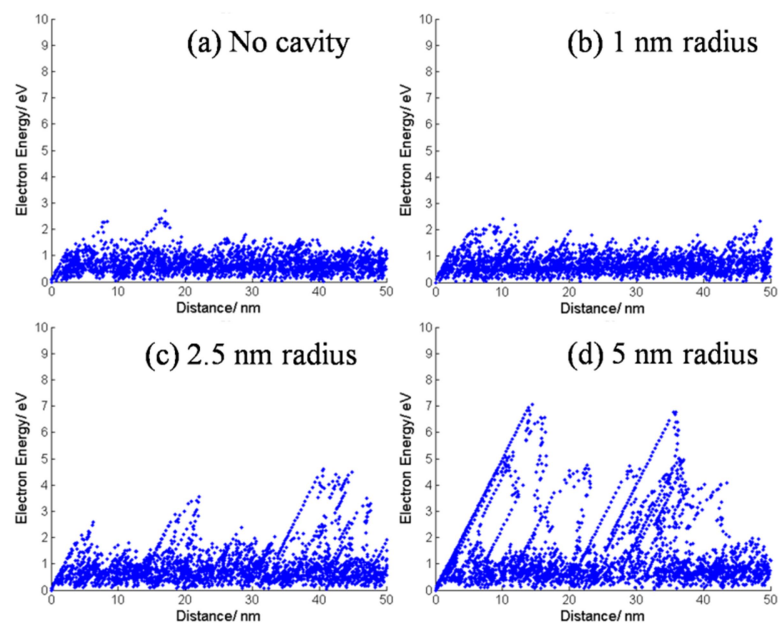 (a) No cavity
10
9
8
7
6
5
4
3
2
1
0
Electron Energy/ eV
0 10 20 30 40 50
Distance/ nm
(b) 1 nm radius
10
9
8
7
6
5
4
3
2
1
0
Electron Energy/ eV
0 10 20 30 40 50
Distance/ nm
(c) 2.5 nm radius
10
9
8
7
6
5
4
3
2
1
0
Electron Energy/ eV
0 10 20 30 40 50
Distance/ nm
(d) 5 nm radius
10
9
8
7
6
5
4
3
2
1
0
Electron Energy/ eV
0 10 20 30 40 50
Distance/ nm